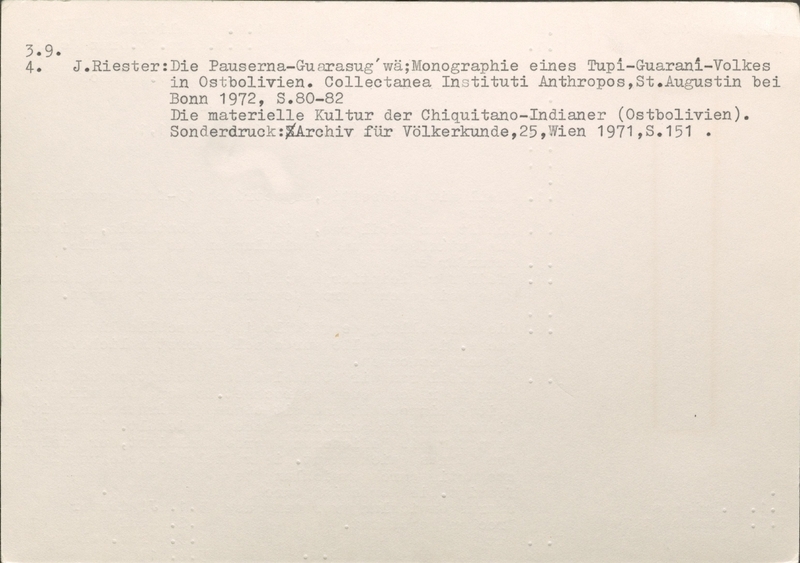 3.9.
4. J.Riester:Die Pauserna-Guarasug´wä;Monographie eines Tupí-Guaraní-Volkes
in Ostbolivien. Collectanea Instituti Anthropos,St.Augustin bei
Bonn 1972, S.80-82
Die materielle Kultur der Chiquitano-Indianer (Ostbolivien).
Sonderdruck:Archiv für Völkerkunde,25,Wien 1971,S.151 .